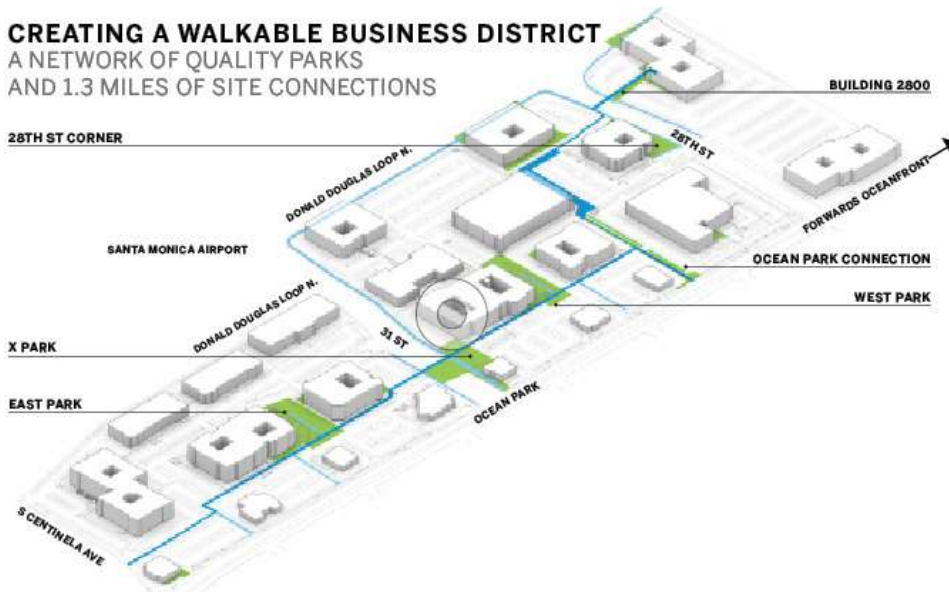 CREATING A WALKABLE BUSINESS DISTRICT
A NETWORK OF QUALITY PARKS
AND 1.3 MILES OF SITE CONNECTIONS
BUILDING 2800
28TH ST CORNER
28TH ST
DONALD DOUGLAS LOOP N.
FORWARDS OCEANFRONT
SANTA MONICA AIRPORT
OCEAN PARK CONNECTION
WEST PARK
DONALD DOUGLAS LOOP N.
31 ST
X PARK
OCEAN PARK
EAST PARK
S CENTINELA AVE